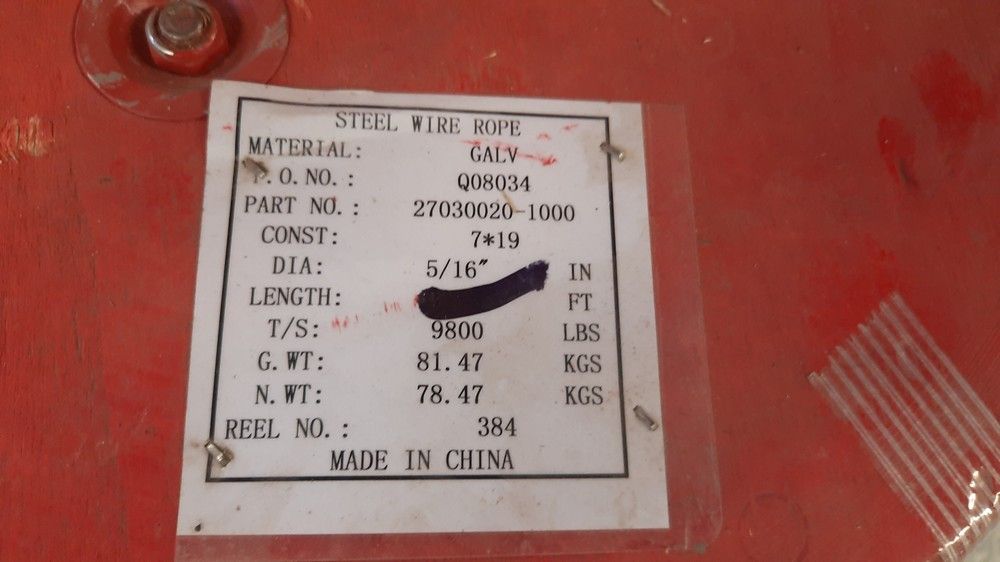 STEEL WIRE ROPE
MATERIAL: GALV
P.O.NO.: Q08034
PART NO.: 27030020-1000
CONST: 7*19
DIA: 5/16″ IN
LENGTH: FT
T/S: 9800 LBS
G.WT: 81.47 KGS
N.WT: 78.47 KGS
REEL NO.: 384
MADE IN CHINA